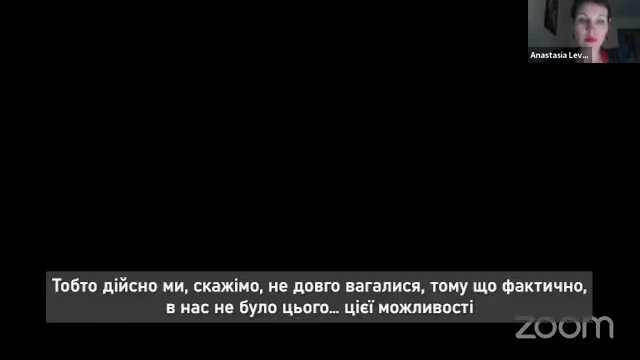 Anastasia Lev...
Тобто дійсно ми, скажімо, не довго вагалися, тому що фактично,
в нас не було цього... цієї можливості
zoom